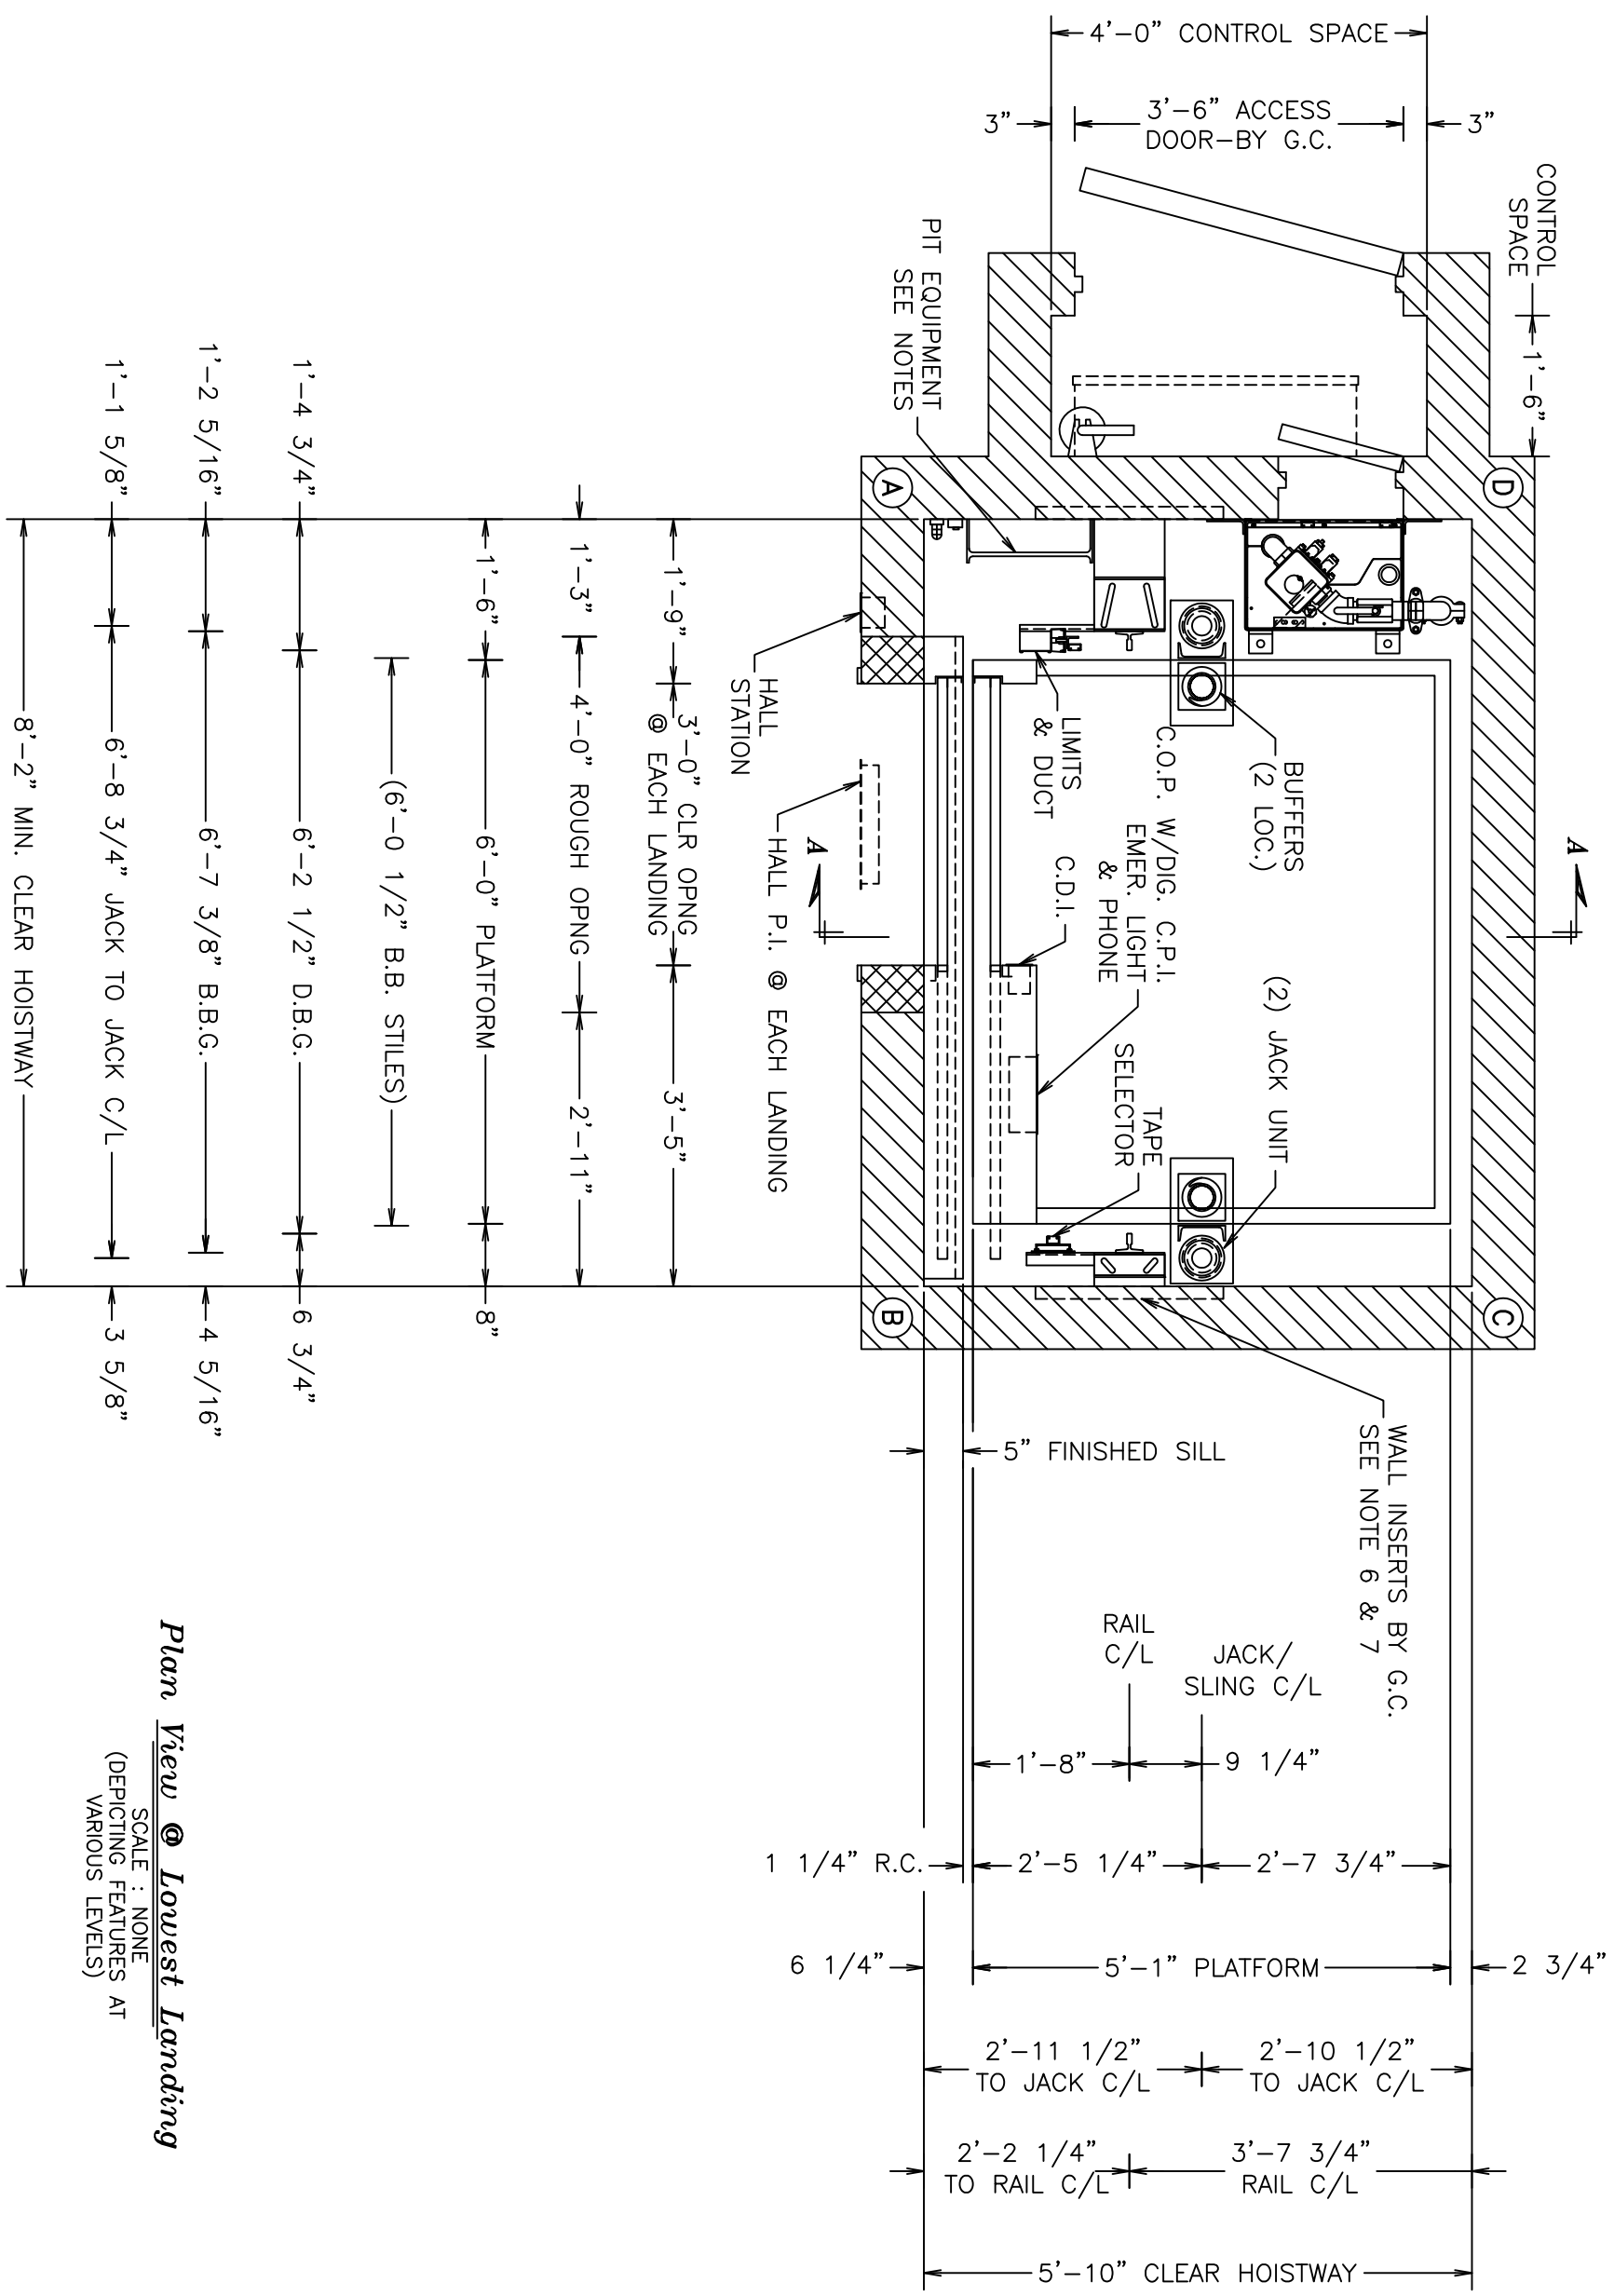 4'-0" CONTROL SPACE
3"
3'-6" ACCESS
DOOR-BY G.C.
3"
CONTROL
SPACE
1'-6"
PIT EQUIPMENT
SEE NOTES
A
D
B
C
A
A
BUFFERS
(2 LOC.)
LIMITS
& DUCT
C.O.P. W/DIG. C.P.I.
EMER. LIGHT
& PHONE
C.D.I.
(2) JACK UNIT
TAPE
SELECTOR
HALL
STATION
HALL P.I. @ EACH LANDING
WALL INSERTS BY G.C.
SEE NOTE 6 & 7
1'-9"
3'-0" CLR OPNG
@ EACH LANDING
3'-5"
1'-3"
4'-0" ROUGH OPNG
2'-11"
1'-6"
6'-0" PLATFORM
8"
(6'-0 1/2" B.B. STILES)
1'-4 3/4"
6'-2 1/2" D.B.G.
6 3/4"
1'-2 5/16"
6'-7 3/8" B.B.G.
4 5/16"
1'-1 5/8"
6'-8 3/4" JACK TO JACK C/L
3 5/8"
8'-2" MIN. CLEAR HOISTWAY
5" FINISHED SILL
RAIL
C/L
JACK/
SLING C/L
1'-8"
9 1/4"
1 1/4" R.C.
2'-5 1/4"
2'-7 3/4"
6 1/4"
5'-1" PLATFORM
2 3/4"
2'-11 1/2"
TO JACK C/L
2'-10 1/2"
TO JACK C/L
2'-2 1/4"
TO RAIL C/L
3'-7 3/4"
RAIL C/L
5'-10" CLEAR HOISTWAY
Plan View @ Lowest Landing
SCALE : NONE
(DEPICTING FEATURES AT
VARIOUS LEVELS)